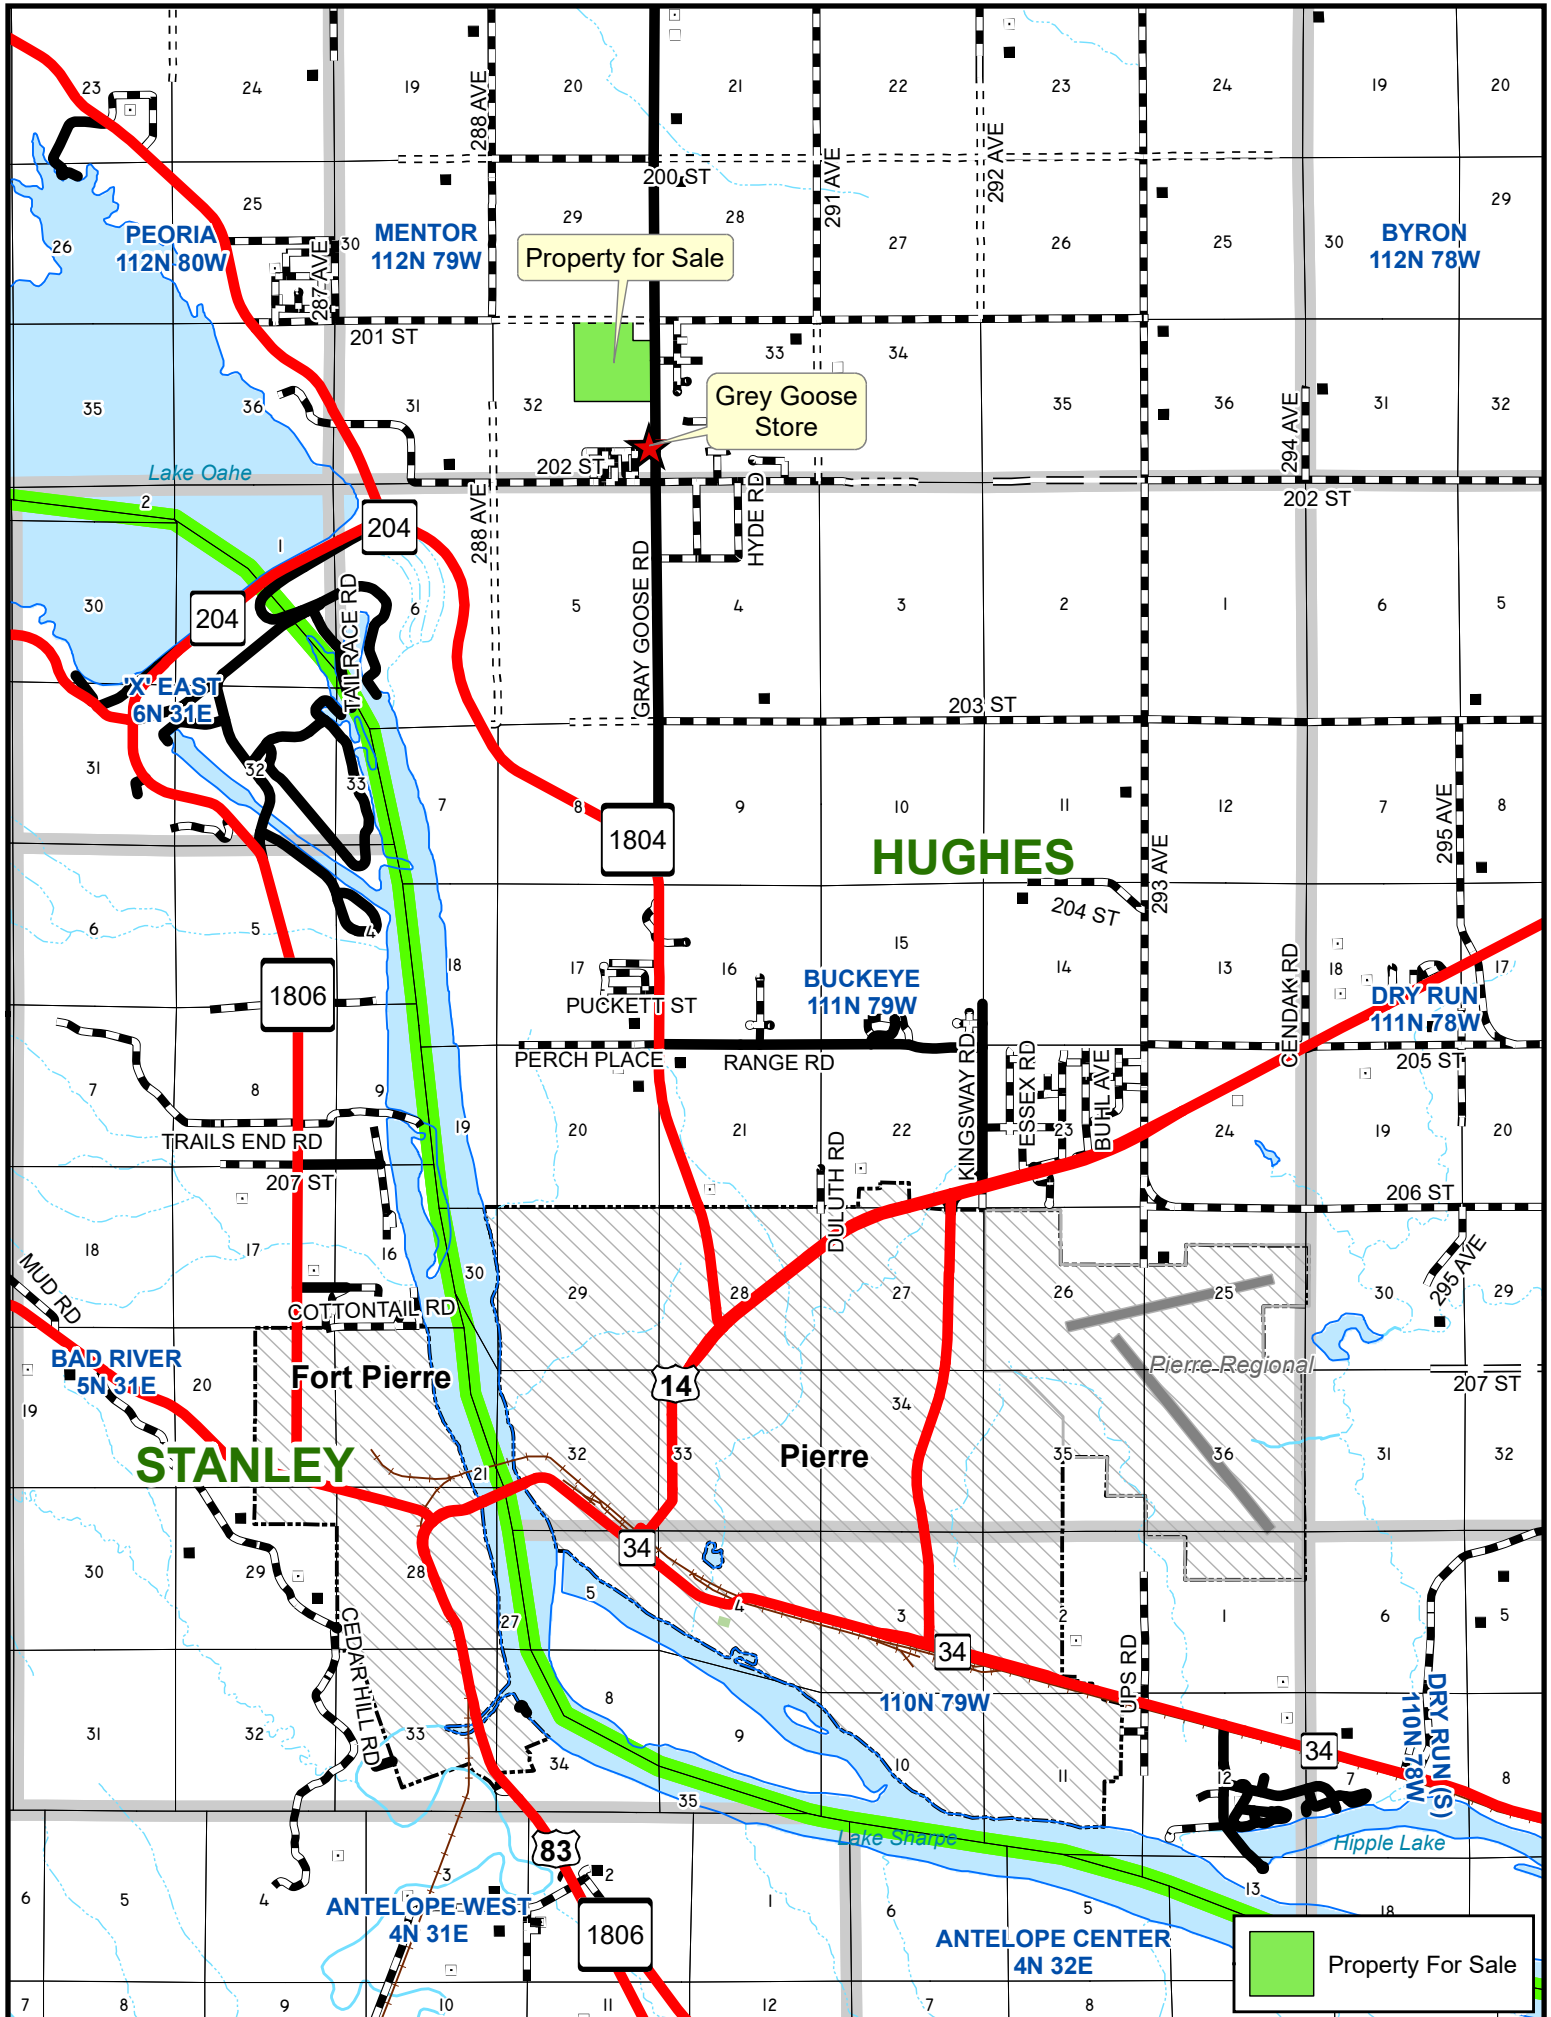 23
24
19
20
21
22
23
24
19
20
288 AVE
291 AVE
292 AVE
200 ST
25
29
28
27
26
25
30
29
26
PEORIA
112N 80W
30
MENTOR
112N 79W
BYRON
112N 78W
Property for Sale
287 AVE
201 ST
33
34
35
36
31
32
Grey Goose
Store
35
36
31
32
294 AVE
Lake Oahe
202 ST
202 ST
2
204
288 AVE
HYDE RD
1
204
30
TAILRACE RD
6
GRAY GOOSE RD
5
4
3
2
1
6
5
'X' EAST
6N 31E
203 ST
31
32
33
7
8
9
10
11
12
7
8
1804
HUGHES
293 AVE
295 AVE
204 ST
6
5
4
18
17
16
15
14
13
18
17
1806
PUCKETT ST
BUCKEYE
111N 79W
CENDAK RD
DRY RUN
111N 78W
PERCH PLACE
RANGE RD
KINGSWAY RD
ESSEX RD
BUHL AVE
205 ST
7
8
9
19
20
21
22
23
24
19
20
TRAILS END RD
207 ST
DULUTH RD
206 ST
18
17
16
30
29
28
27
26
25
30
29
MUD RD
295 AVE
COTTONTAIL RD
BAD RIVER
5N 31E
Fort Pierre
14
Pierre Regional
207 ST
19
20
34
STANLEY
21
32
33
Pierre
35
36
31
32
34
30
29
28
27
5
4
3
2
1
6
5
CEDAR HILL RD
34
UPS RD
110N 79W
DRY RUN (S)
110N 78W
31
32
33
34
8
9
10
11
12
34
7
8
35
Lake Sharpe
Hipple Lake
83
6
5
4
3
2
1
6
5
13
18
ANTELOPE WEST
4N 31E
1806
ANTELOPE CENTER
4N 32E
Property For Sale
7
8
9
10
11
12
7
8